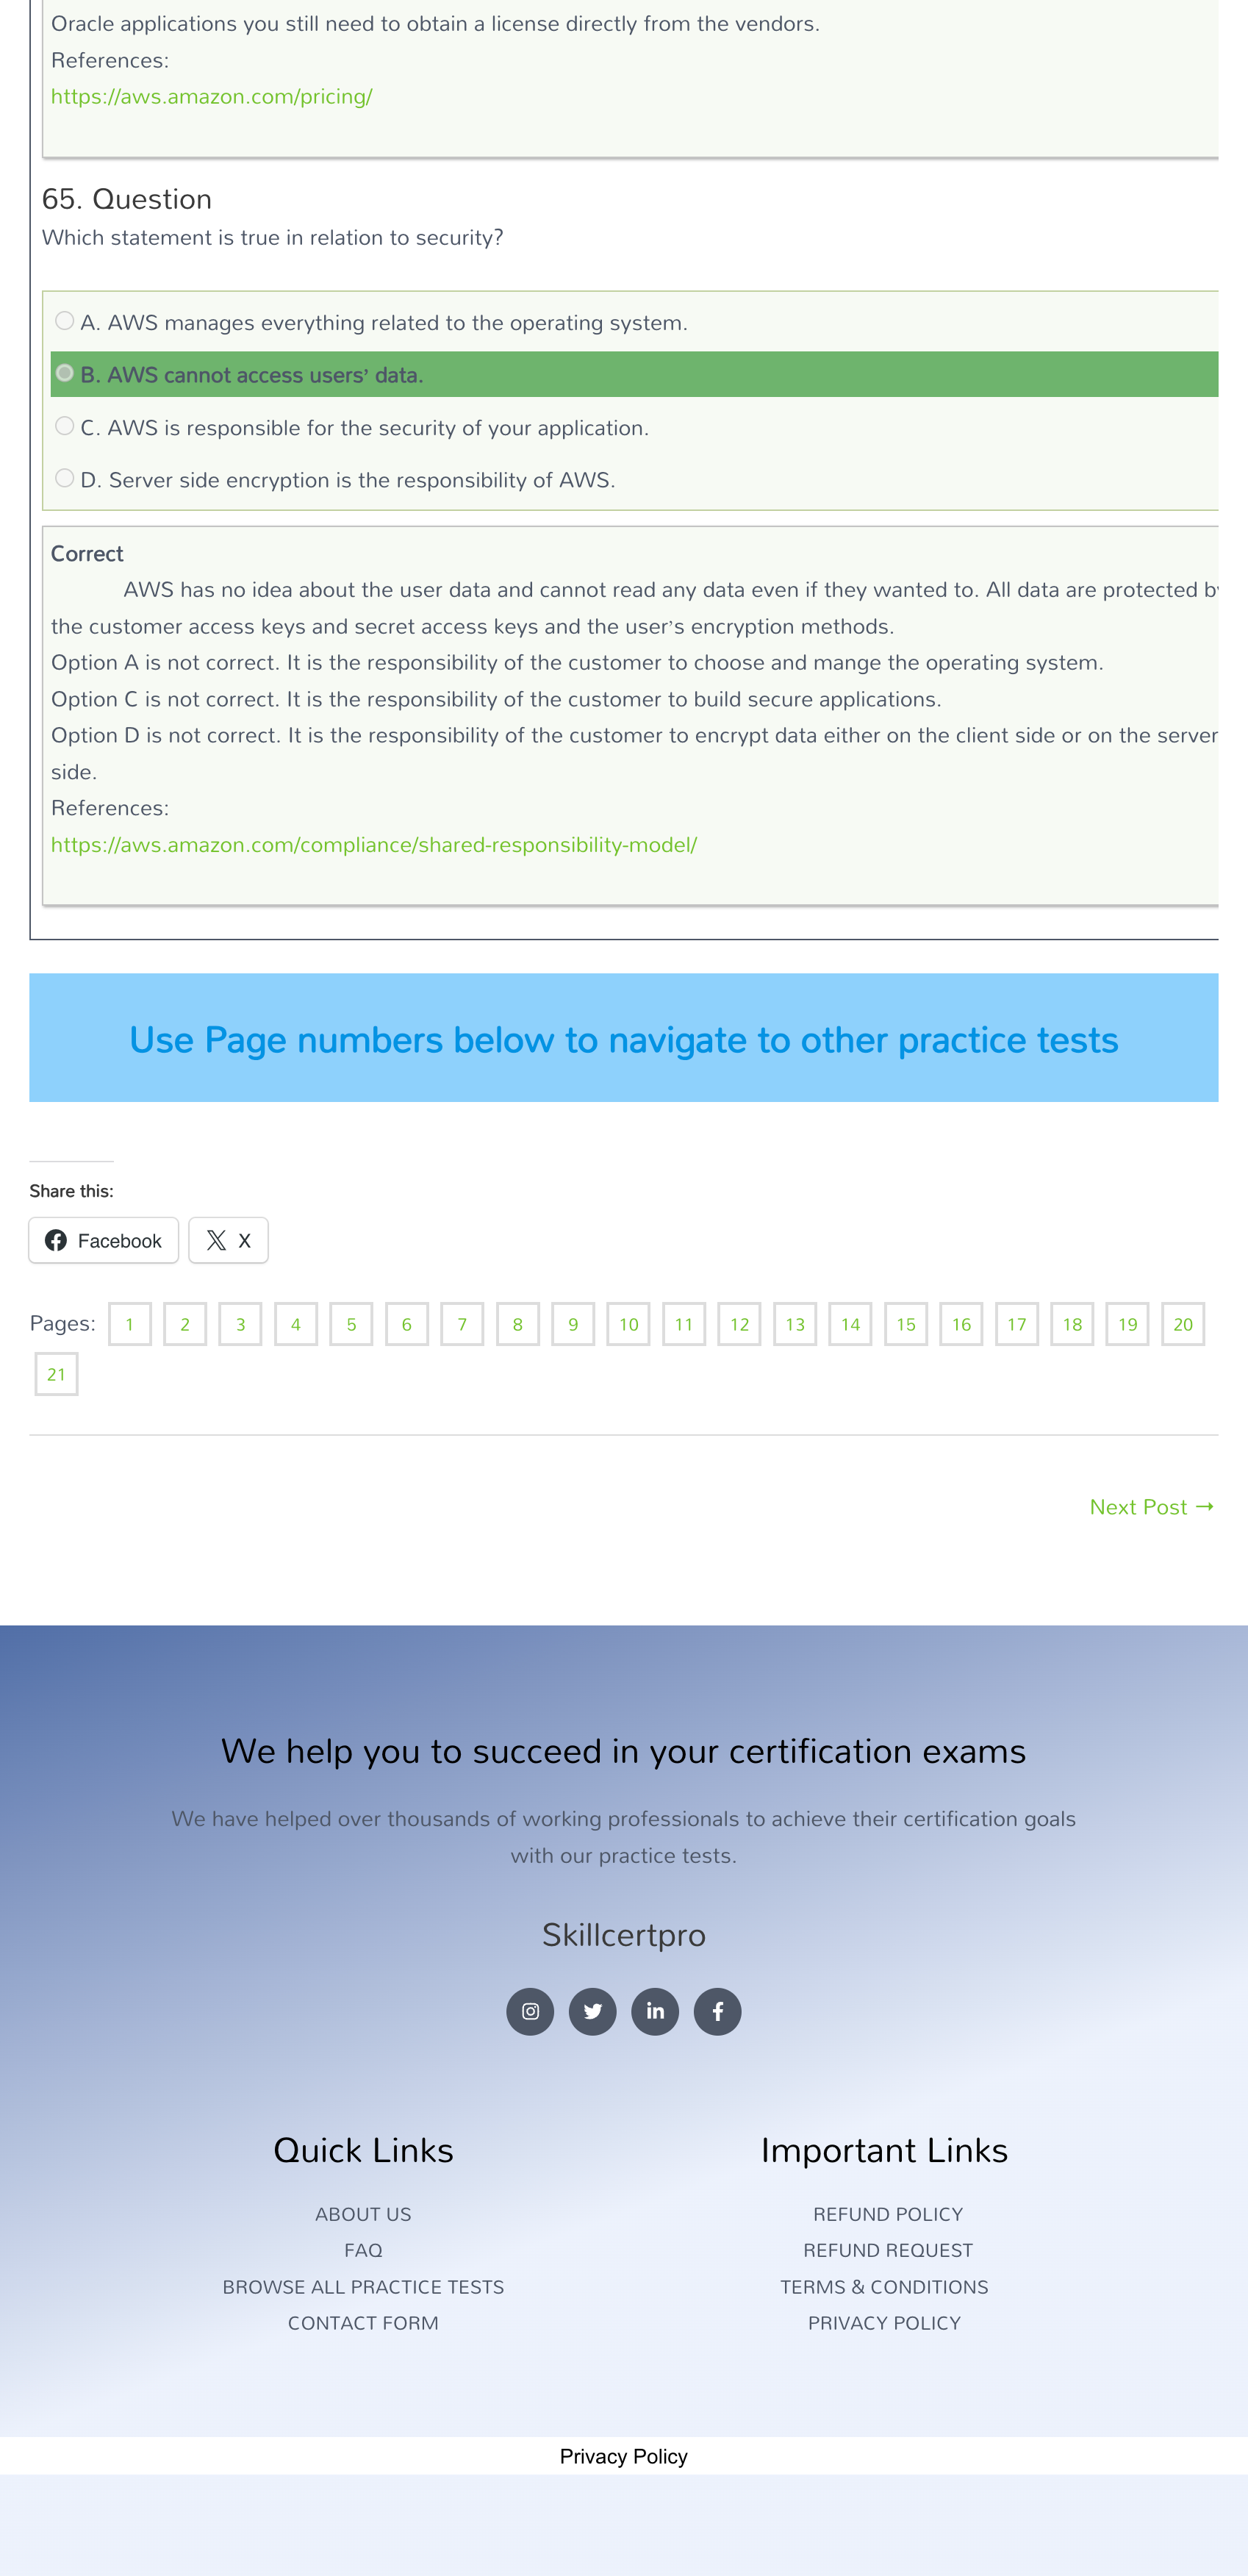 Oracle applications you still need to obtain a license directly from the vendors.
References:
https://aws.amazon.com/pricing/
65. Question
Which statement is true in relation to security?
A. AWS manages everything related to the operating system.
B. AWS cannot access users’ data.
C. AWS is responsible for the security of your application.
D. Server side encryption is the responsibility of AWS.
Correct
AWS has no idea about the user data and cannot read any data even if they wanted to. All data are protected by
the customer access keys and secret access keys and the user’s encryption methods.
Option A is not correct. It is the responsibility of the customer to choose and mange the operating system.
Option C is not correct. It is the responsibility of the customer to build secure applications.
Option D is not correct. It is the responsibility of the customer to encrypt data either on the client side or on the server
side.
References:
https://aws.amazon.com/compliance/shared-responsibility-model/
Use Page numbers below to navigate to other practice tests
Share this:
Facebook X
Pages: 1 2 3 4 5 6 7 8 9 10 11 12 13 14 15 16 17 18 19 20
21
Next Post →
We help you to succeed in your certification exams
We have helped over thousands of working professionals to achieve their certification goals
with our practice tests.
Skillcertpro
Quick Links
ABOUT US
FAQ
BROWSE ALL PRACTICE TESTS
CONTACT FORM
Important Links
REFUND POLICY
REFUND REQUEST
TERMS & CONDITIONS
PRIVACY POLICY
Privacy Policy